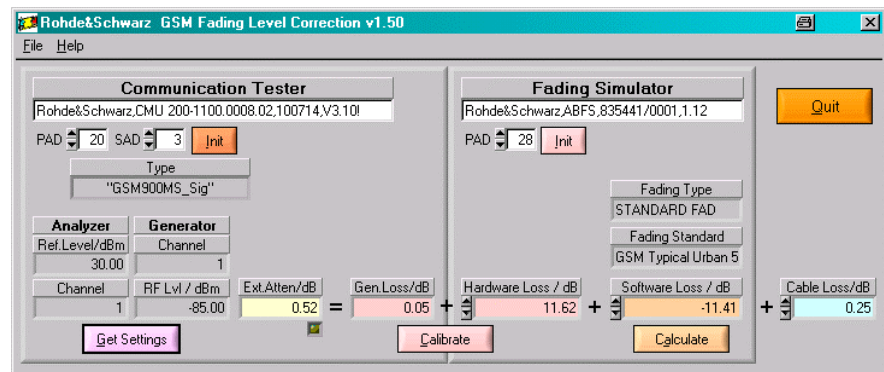 Rohde&Schwarz GSM Fading Level Correction v1.50
File Help
Communication Tester
Rohde&Schwarz,CMU 200-1100.0008.02,100714,V3.10!
PAD 20 SAD 3 Init
Type
"GSM900MS_Sig"
Analyzer Generator
Ref.Level/dBm Channel
30.00 1
Channel RF Lvl / dBm Ext.Atten/dB Gen.Loss/dB
1 -85.00 0.52 = 0.05 +
Get Settings Calibrate
Fading Simulator
Rohde&Schwarz,ABFS,835441/0001,1.12
PAD 28 Init
Fading Type
STANDARD FAD
Fading Standard
GSM Typical Urban 5
Hardware Loss / dB Software Loss / dB Cable Loss/dB
11.62 + -11.41 + 0.25
Calculate
Quit